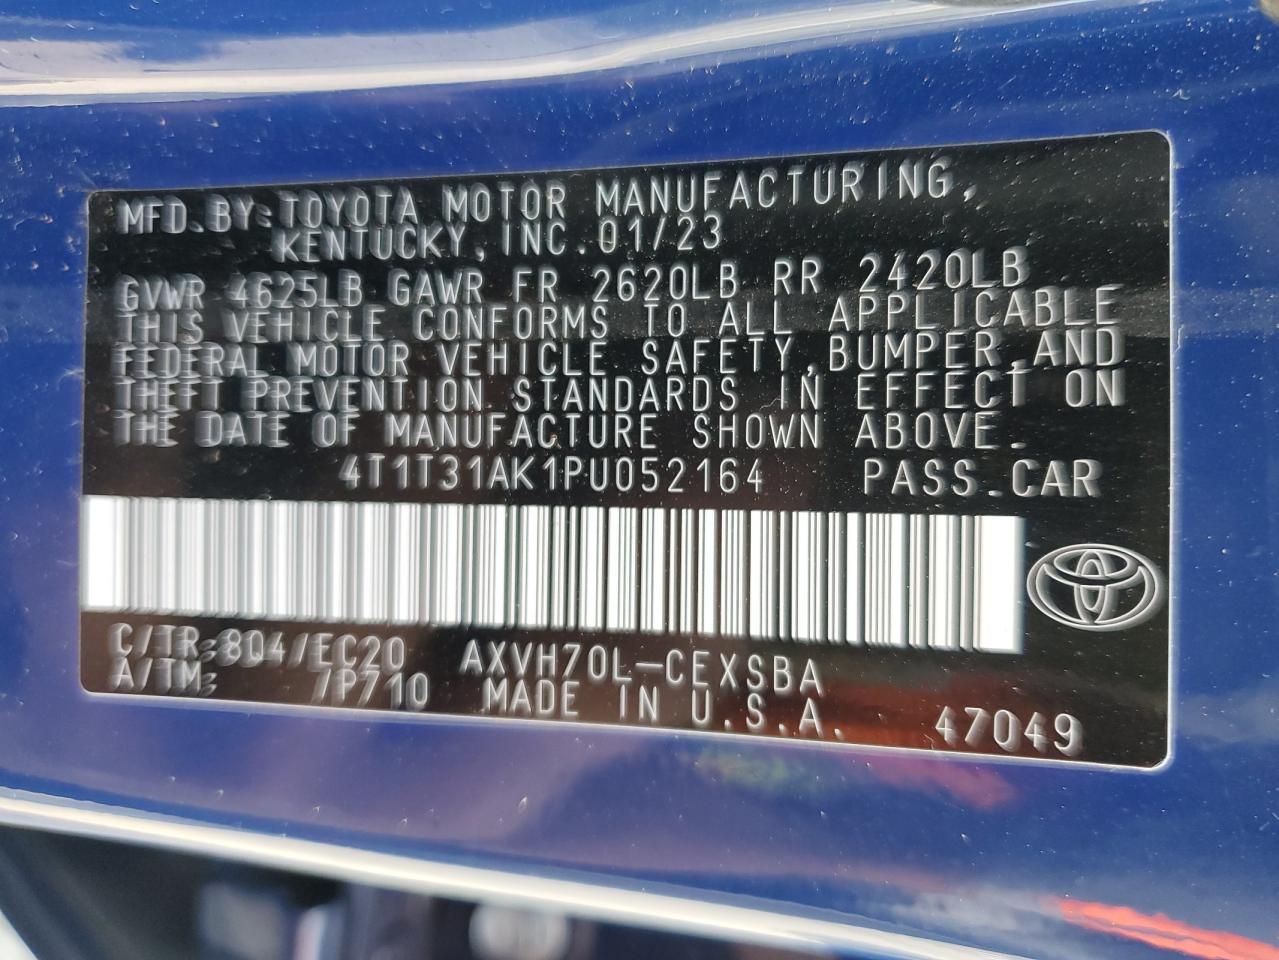 MFD.BY:TOYOTA MOTOR MANUFACTURING,
KENTUCKY, INC. 01/23
GVWR 4625LB GAWR FR 2620LB RR 2420LB
THIS VEHICLE CONFORMS TO ALL APPLICABLE
FEDERAL MOTOR VEHICLE SAFETY,BUMPER,AND
THEFT PREVENTION STANDARDS IN EFFECT ON
THE DATE OF MANUFACTURE SHOWN ABOVE.
4T1T31AK1PU052164 PASS.CAR
C/TR:8Q4/EC20 AXVH70L-CEXSBA
A/TM: /P710 MADE IN U.S.A. 47049